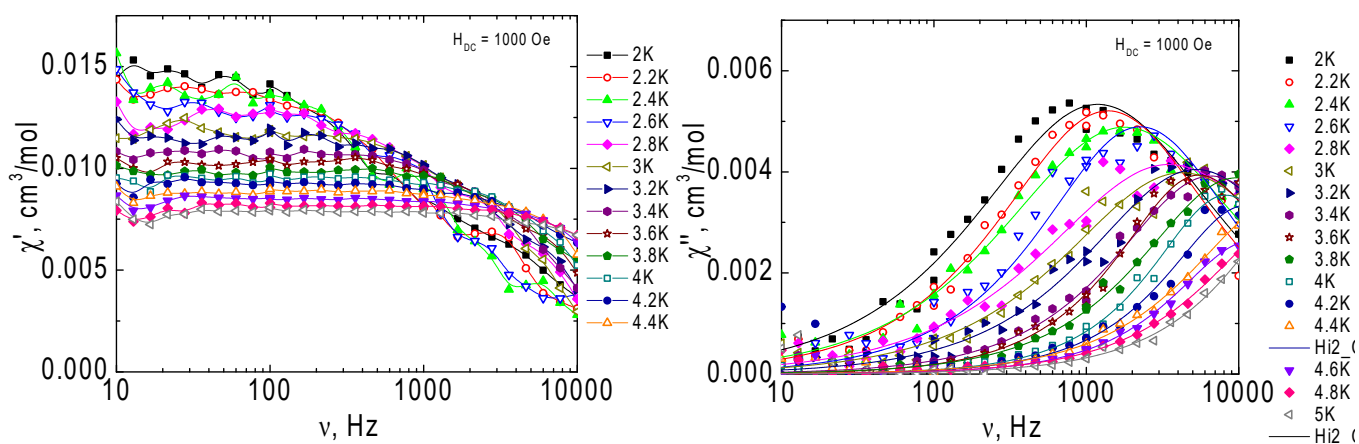 H_DC = 1000 Oe
χ', cm³/mol
0.015
0.010
0.005
0.000
10
100
1000
10000
ν, Hz
2K
2.2K
2.4K
2.6K
2.8K
3K
3.2K
3.4K
3.6K
3.8K
4K
4.2K
4.4K
H_DC = 1000 Oe
χ'', cm³/mol
0.006
0.004
0.002
0.000
10
100
1000
10000
ν, Hz
2K
2.2K
2.4K
2.6K
2.8K
3K
3.2K
3.4K
3.6K
3.8K
4K
4.2K
4.4K
Hi2_
4.6K
4.8K
5K
Hi2_